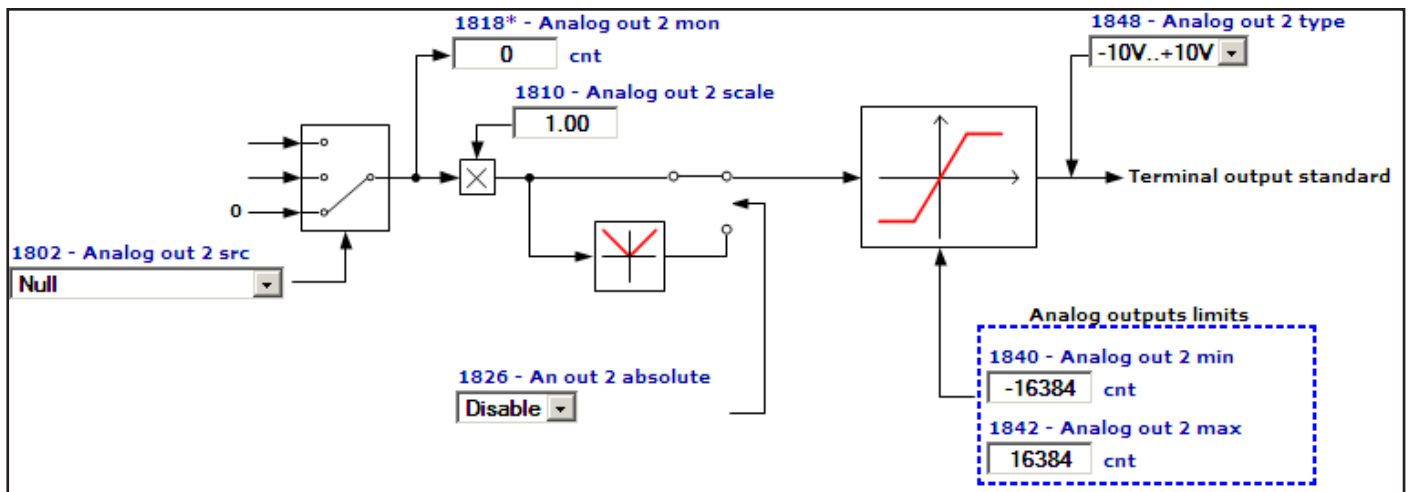 1818* - Analog out 2 mon
0 cnt
1848 - Analog out 2 type
-10V..+10V
1810 - Analog out 2 scale
1.00
Terminal output standard
0
1802 - Analog out 2 src
Null
Analog outputs limits
1840 - Analog out 2 min
-16384 cnt
1826 - An out 2 absolute
Disable
1842 - Analog out 2 max
16384 cnt